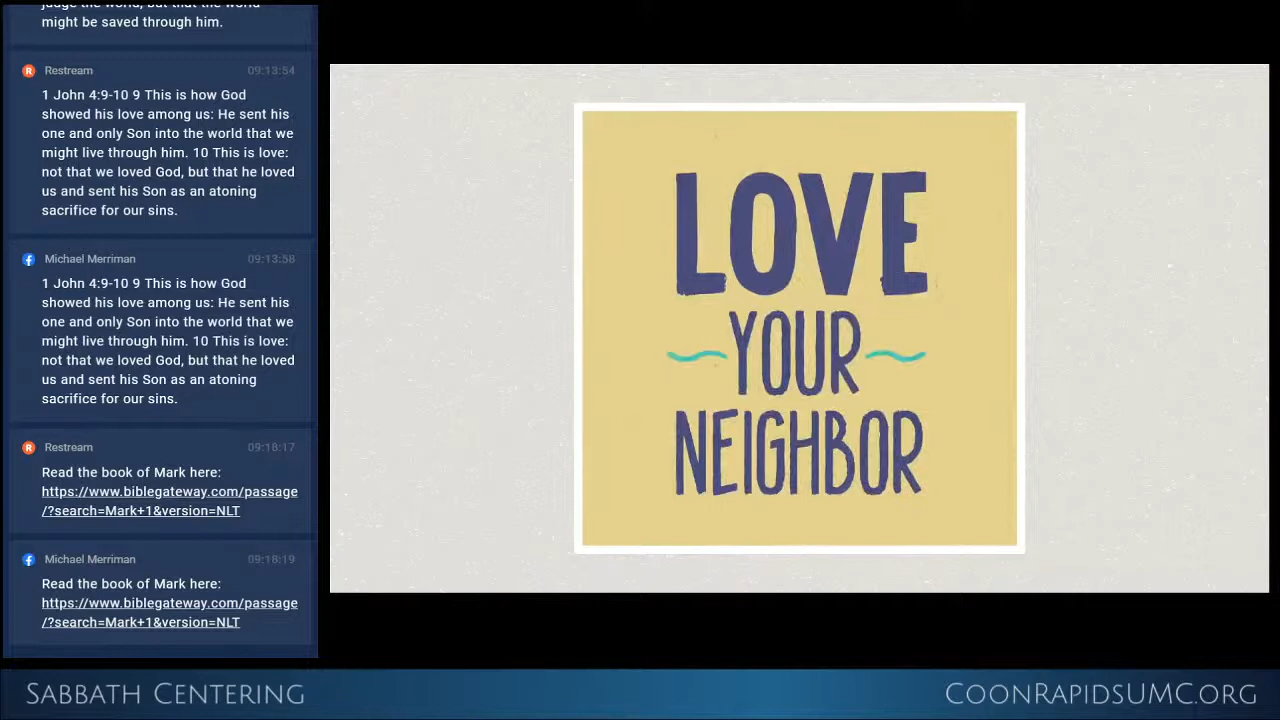 judge the world, but that the world
might be saved through him.
Restream 09:13:54
1 John 4:9-10 9 This is how God
showed his love among us: He sent his
one and only Son into the world that we
might live through him. 10 This is love:
not that we loved God, but that he loved
us and sent his Son as an atoning
sacrifice for our sins.
Michael Merriman 09:13:58
1 John 4:9-10 9 This is how God
showed his love among us: He sent his
one and only Son into the world that we
might live through him. 10 This is love:
not that we loved God, but that he loved
us and sent his Son as an atoning
sacrifice for our sins.
Restream 09:18:17
Read the book of Mark here:
https://www.biblegateway.com/passage
/?search=Mark+1&version=NLT
Michael Merriman 09:18:19
Read the book of Mark here:
https://www.biblegateway.com/passage
/?search=Mark+1&version=NLT
LOVE
YOUR
NEIGHBOR
Sabbath Centering
CoonRapidsUMC.org